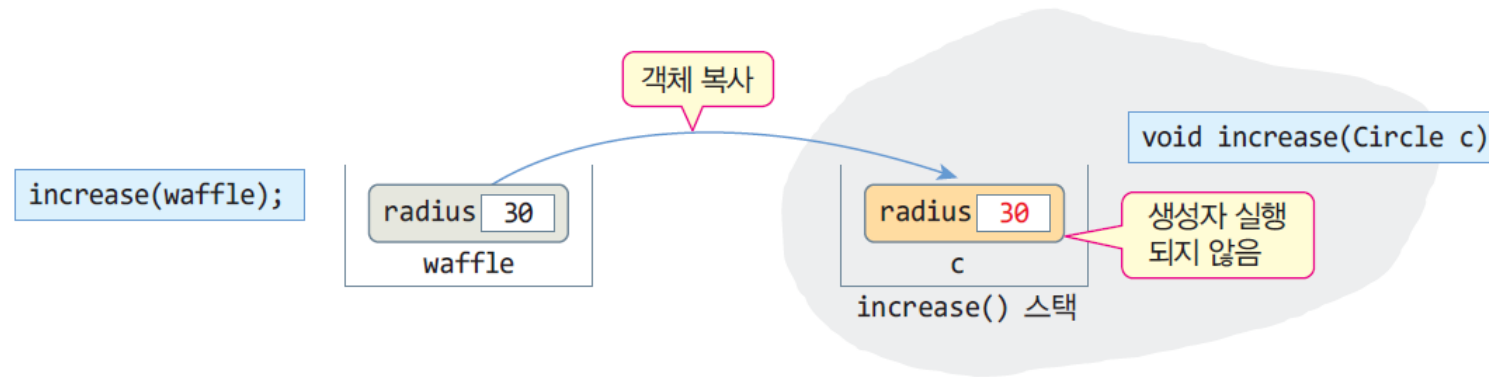 객체 복사
void increase(Circle c)
increase(waffle);
radius 30
waffle
radius 30
c
increase() 스택
생성자 실행
되지 않음